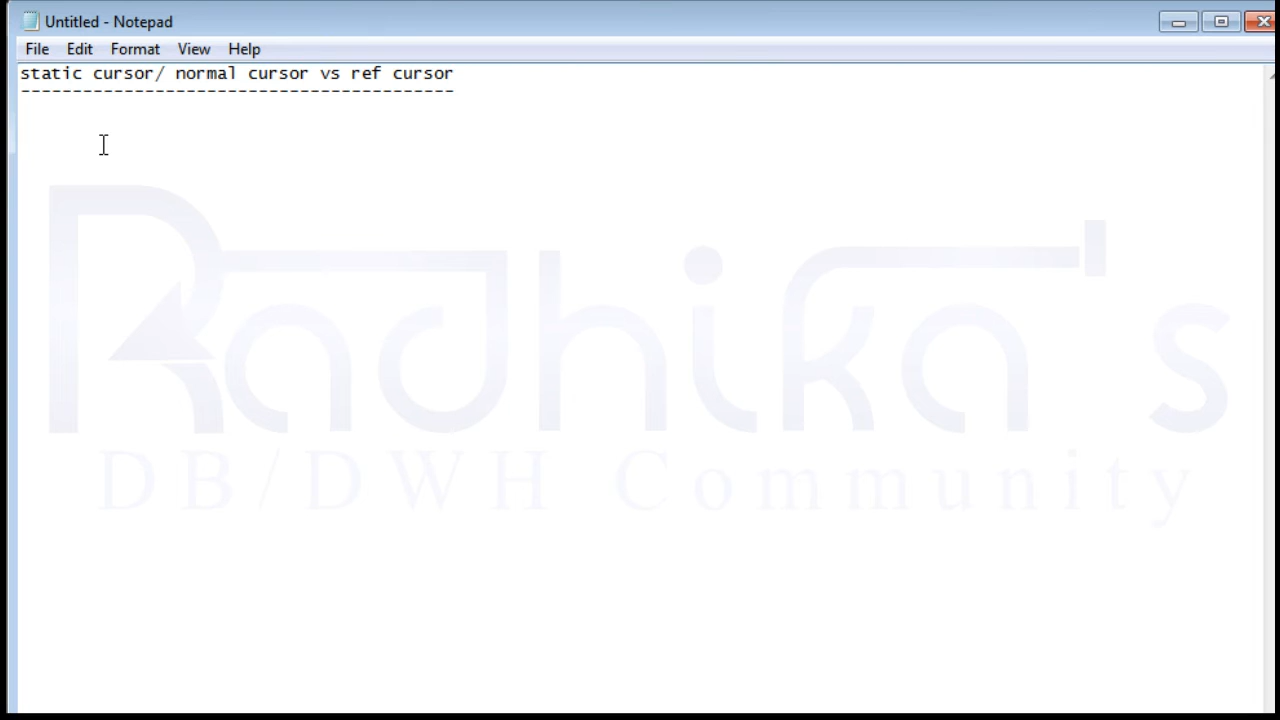 Untitled - Notepad
File Edit Format View Help
static cursor/ normal cursor vs ref cursor
-----------------------------------------
Radhika's
DB/DWH Community